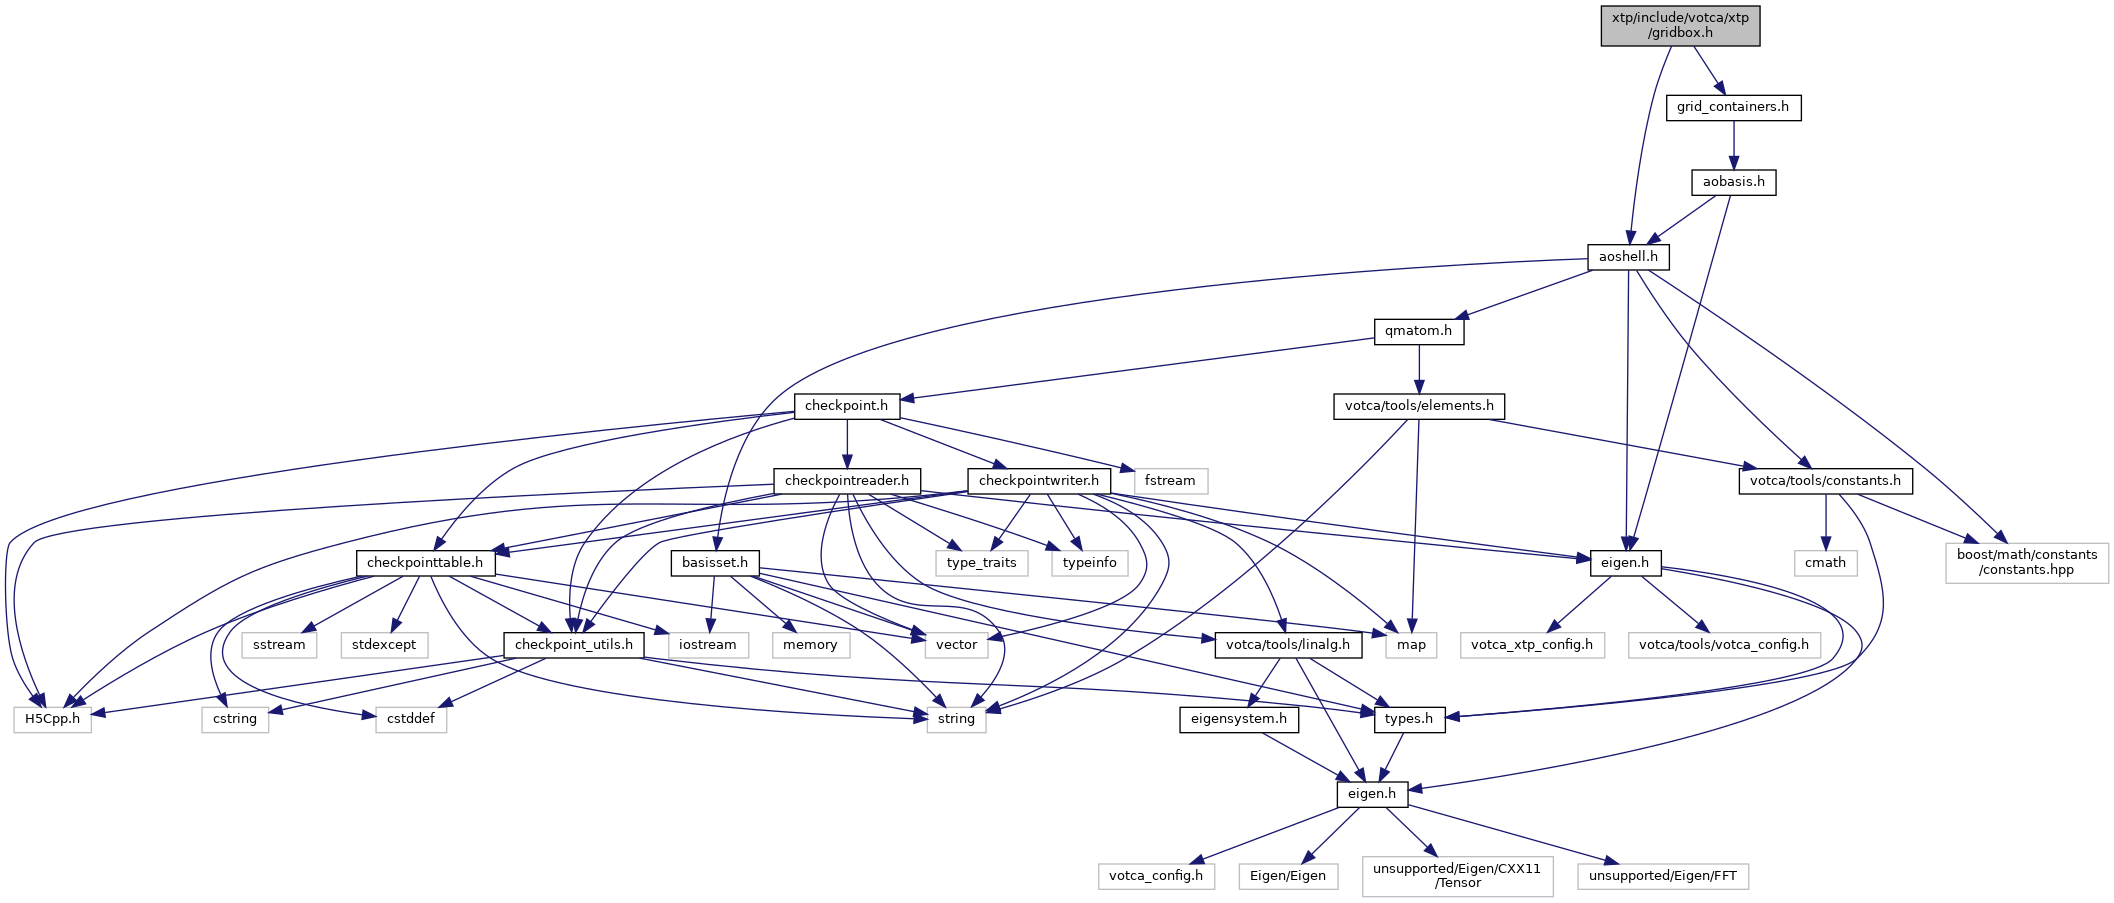 xtp/include/votca/xtp
/gridbox.h
grid_containers.h
aobasis.h
aoshell.h
qmatom.h
checkpoint.h
votca/tools/elements.h
checkpointreader.h
checkpointwriter.h
fstream
votca/tools/constants.h
checkpointtable.h
basisset.h
type_traits
typeinfo
eigen.h
cmath
boost/math/constants
/constants.hpp
sstream
stdexcept
checkpoint_utils.h
iostream
memory
vector
votca/tools/linalg.h
map
votca_xtp_config.h
votca/tools/votca_config.h
H5Cpp.h
cstring
cstddef
string
eigensystem.h
types.h
eigen.h
votca_config.h
Eigen/Eigen
unsupported/Eigen/CXX11
/Tensor
unsupported/Eigen/FFT